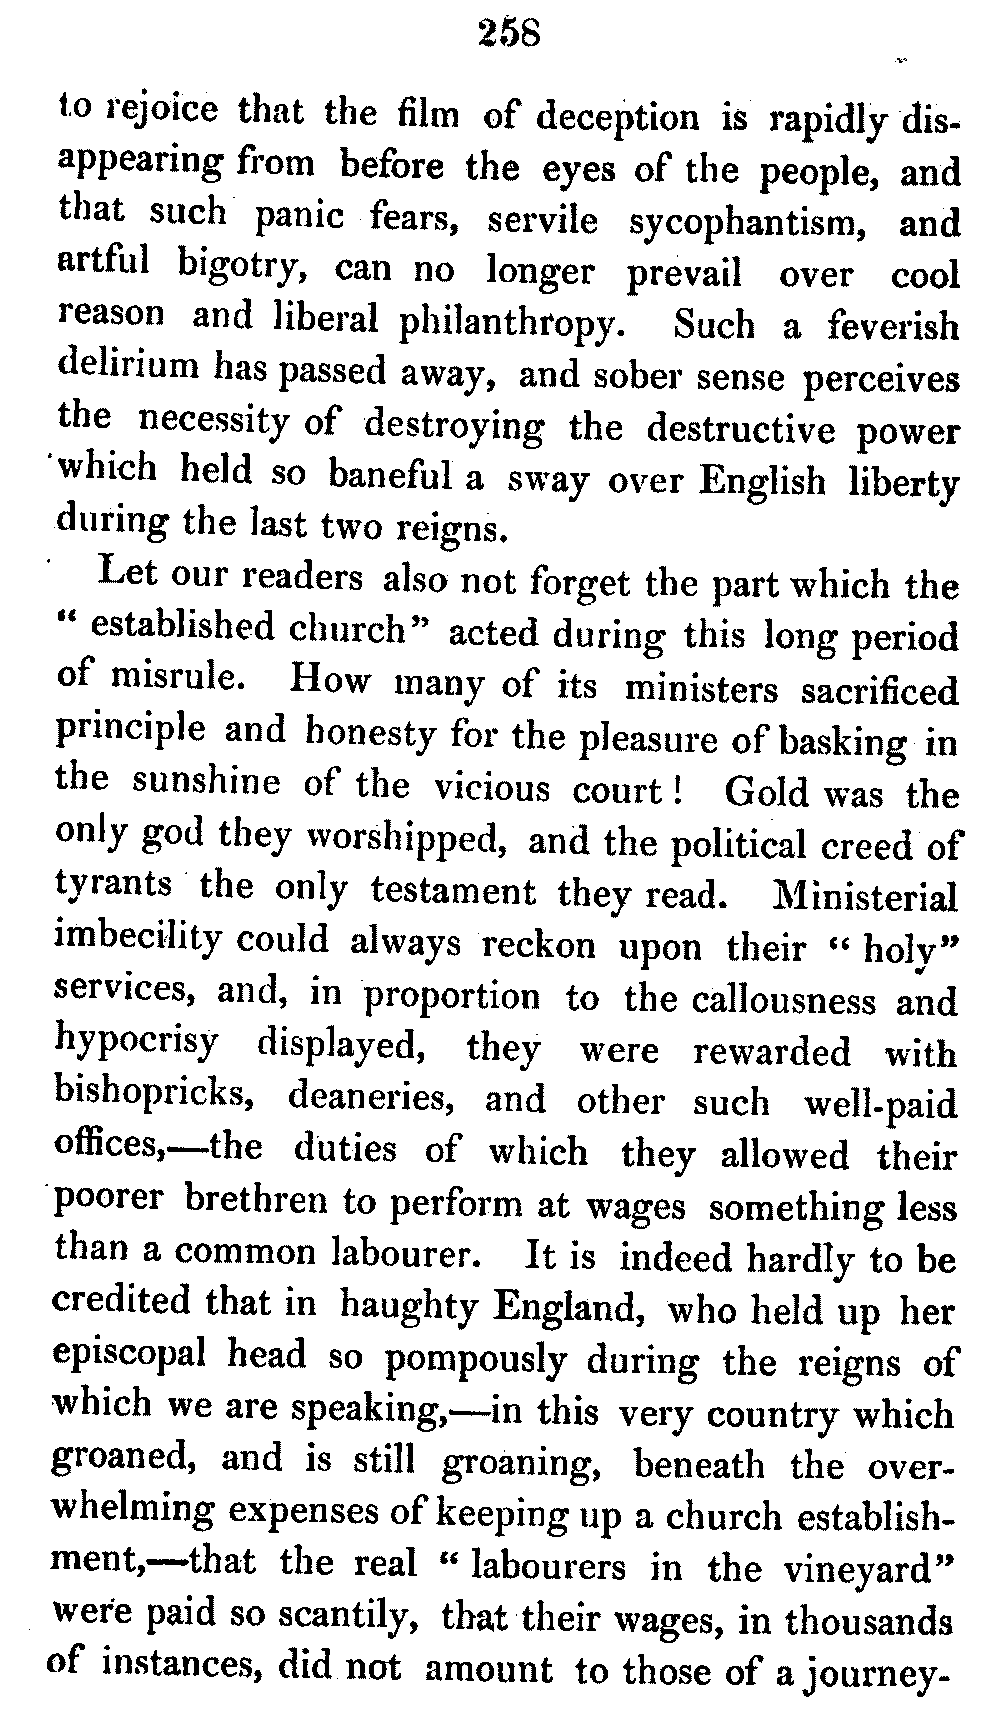 258
to rejoice that the film of deception is rapidly dis-
appearing from before the eyes of the people, and
that such panic fears, servile sycophantism, and
artful bigotry, can no longer prevail over cool
reason and liberal philanthropy. Such a feverish
delirium has passed away, and sober sense perceives
the necessity of destroying the destructive power
which held so baneful a sway over English liberty
during the last two reigns.
Let our readers also not forget the part which the
“ established church” acted during this long period
of misrule. How many of its ministers sacrificed
principle and honesty for the pleasure of basking in
the sunshine of the vicious court! Gold was the
only god they worshipped, and the political creed of
tyrants the only testament they read. Ministerial
imbecility could always reckon upon their “ holy”
services, and, in proportion to the callousness and
hypocrisy displayed, they were rewarded with
bishopricks, deaneries, and other such well-paid
offices,—the duties of which they allowed their
poorer brethren to perform at wages something less
than a common labourer. It is indeed hardly to be
credited that in haughty England, who held up her
episcopal head so pompously during the reigns of
which we are speaking,—in this very country which
groaned, and is still groaning, beneath the over-
whelming expenses of keeping up a church establish-
ment,—that the real “ labourers in the vineyard”
were paid so scantily, that their wages, in thousands
of instances, did not amount to those of a journey-